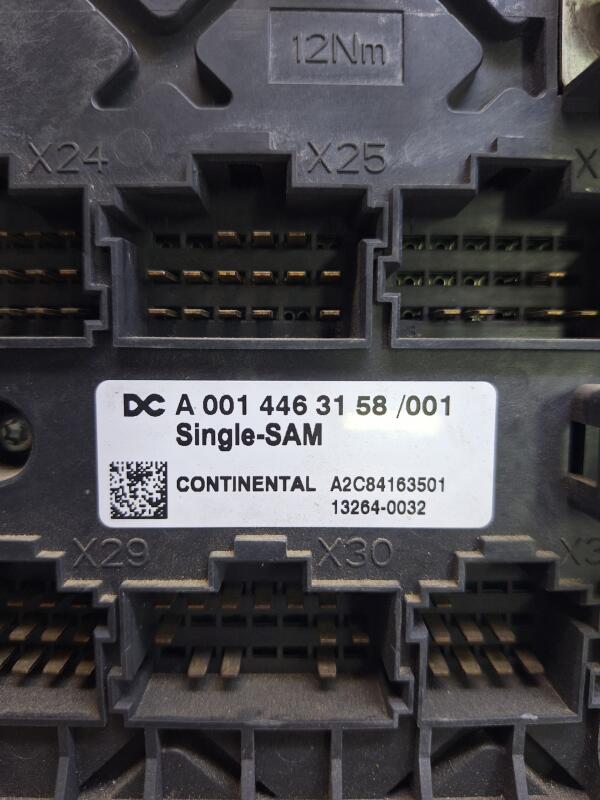 12Nm
X24
X25
DC A 001 446 31 58 /001
Single-SAM
CONTINENTAL A2C84163501
13264-0032
X29
X30